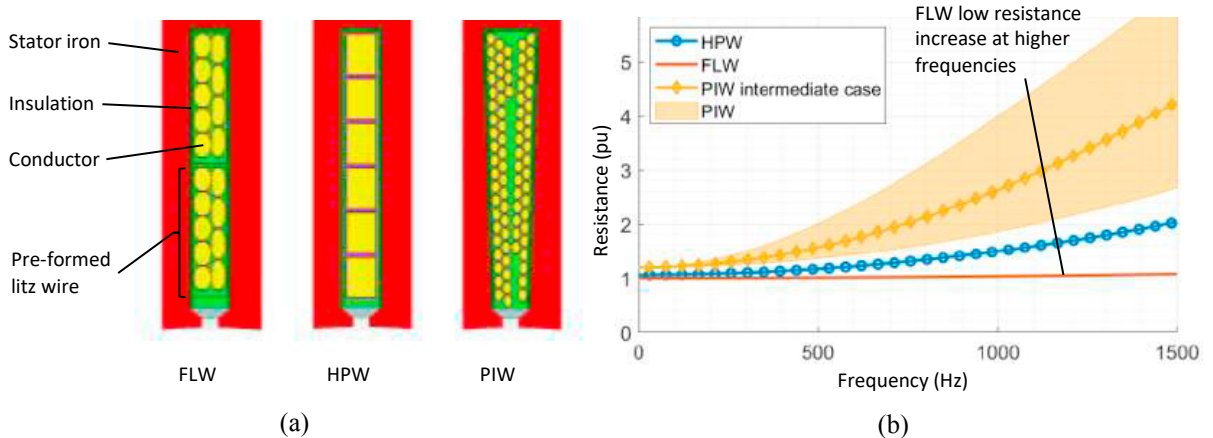 Stator iron
Insulation
Conductor
Pre-formed
litz wire
FLW
HPW
PIW
(a)
FLW low resistance
increase at higher
frequencies
HPW
FLW
PIW intermediate case
PIW
Resistance (pu)
5
4
3
2
1
0
0
500
1000
1500
Frequency (Hz)
(b)